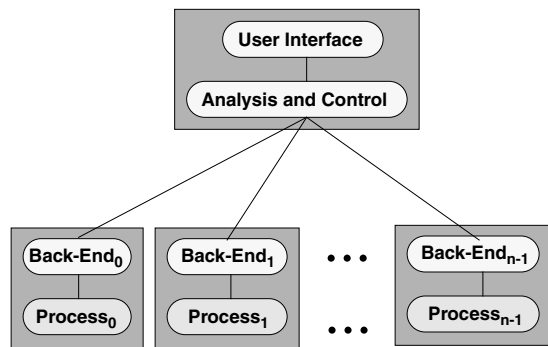 User Interface
Analysis and Control
Back-End₀
Back-End₁
• • •
Back-Endₙ₋₁
Process₀
Process₁
• • •
Processₙ₋₁